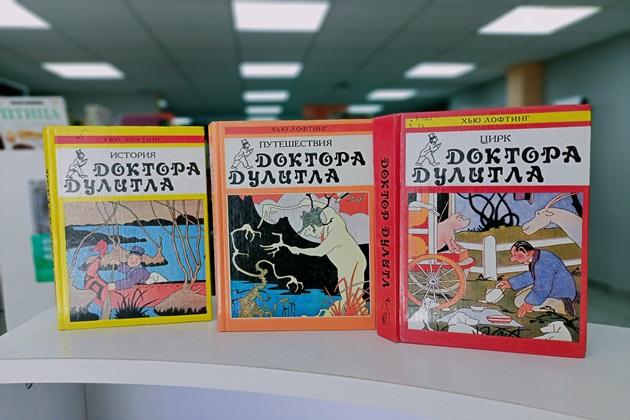 ХЬЮ ЛОФТИНГ
ИСТОРИЯ
ДОКТОРА
ДУЛИТЛА
ХЬЮ ЛОФТИНГ
ПУТЕШЕСТВИЯ
ДОКТОРА
ДУЛИТЛА
ДОКТОР ДУЛИТЛ
ХЬЮ ЛОФТИНГ
ЦИРК
ДОКТОРА
ДУЛИТЛА